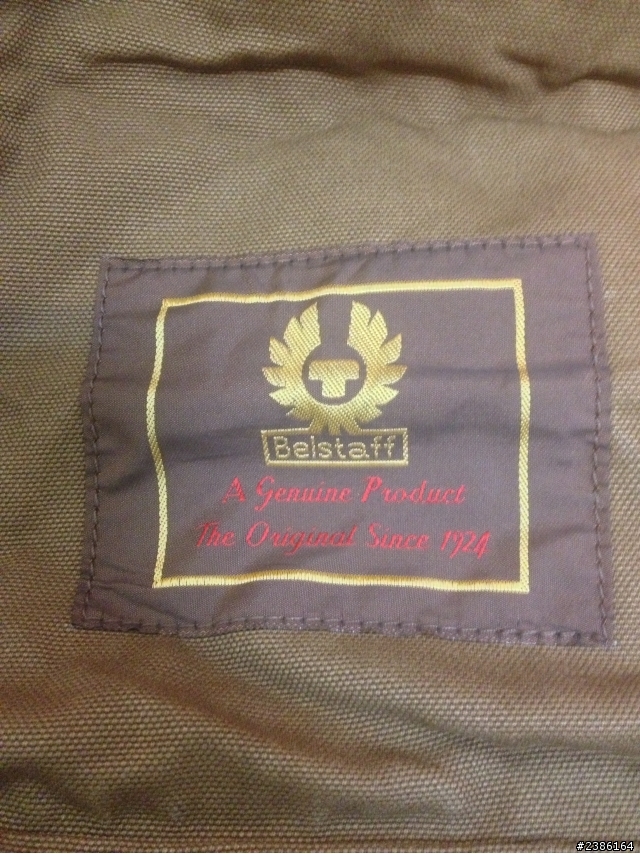 Belstaff
A Genuine Product
The Original Since 1924
#2386164